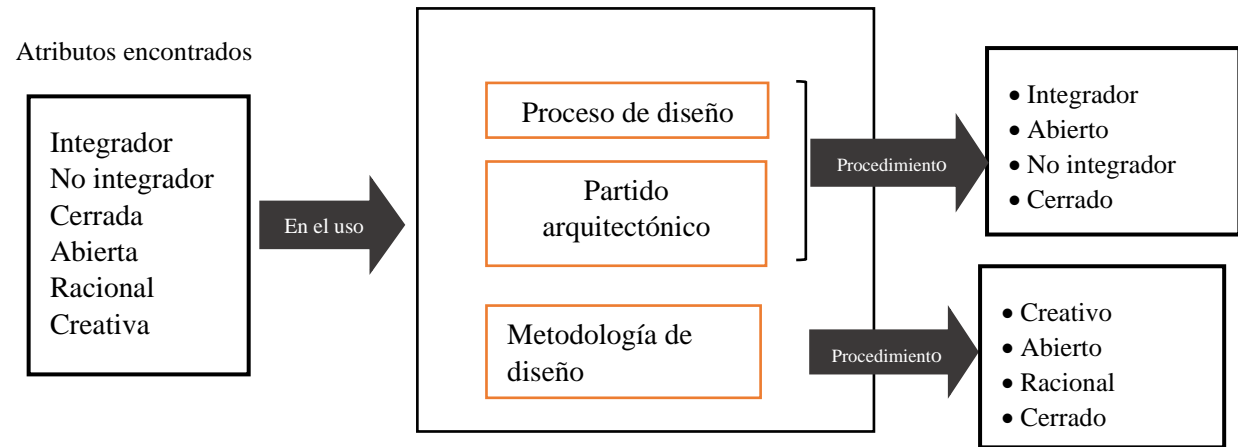 Atributos encontrados
Integrador
No integrador
Cerrada
Abierta
Racional
Creativa
En el uso
Proceso de diseño
Partido
arquitectónico
Metodología de
diseño
Procedimiento
• Integrador
• Abierto
• No integrador
• Cerrado
Procedimiento
• Creativo
• Abierto
• Racional
• Cerrado